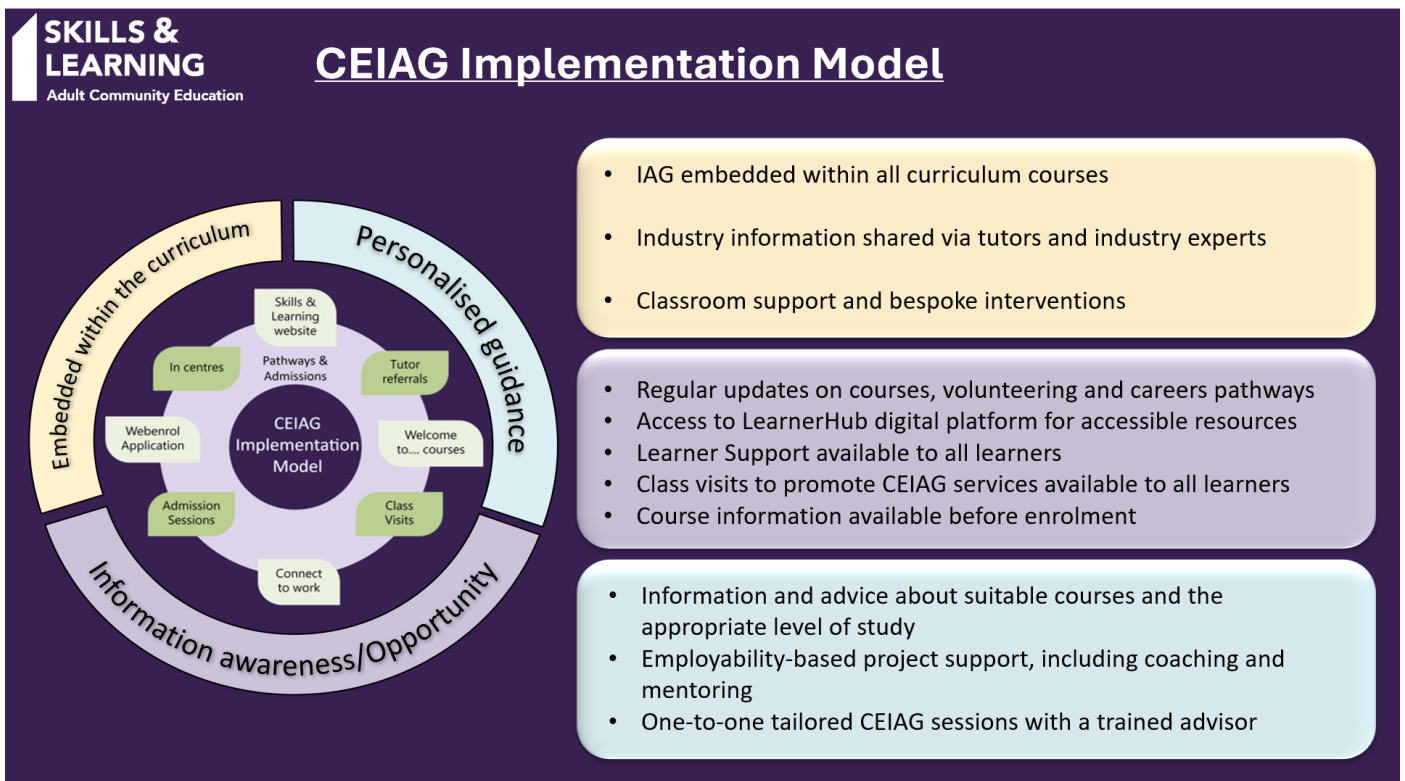 SKILLS &
LEARNING
Adult Community Education
CEIAG Implementation Model
Embedded within the curriculum
Personalised guidance
Information awareness/Opportunity
Skills &
Learning
website
Pathways &
Admissions
In centres
Tutor
referrals
Webenrol
Application
CEIAG
Implementation
Model
Welcome
to.... courses
Admission
Sessions
Class
Visits
Connect
to work
• IAG embedded within all curriculum courses
• Industry information shared via tutors and industry experts
• Classroom support and bespoke interventions
• Regular updates on courses, volunteering and careers pathways
• Access to LearnerHub digital platform for accessible resources
• Learner Support available to all learners
• Class visits to promote CEIAG services available to all learners
• Course information available before enrolment
• Information and advice about suitable courses and the
appropriate level of study
• Employability-based project support, including coaching and
mentoring
• One-to-one tailored CEIAG sessions with a trained advisor